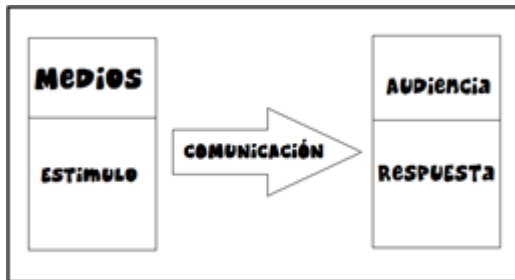 MEDIOS
ESTIMULO
COMUNICACIÓN
AUDIENCIA
RESPUESTA